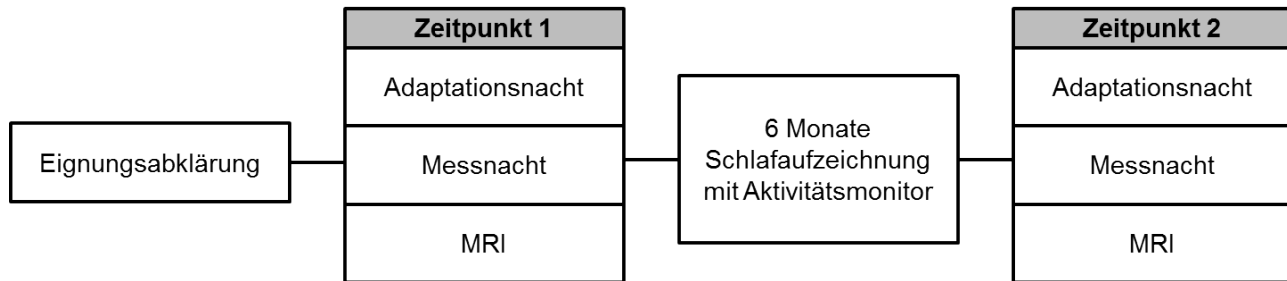 Eignungsabklärung
Zeitpunkt 1
Adaptationsnacht
Messnacht
MRI
6 Monate
Schlafaufzeichnung
mit Aktivitätsmonitor
Zeitpunkt 2
Adaptationsnacht
Messnacht
MRI